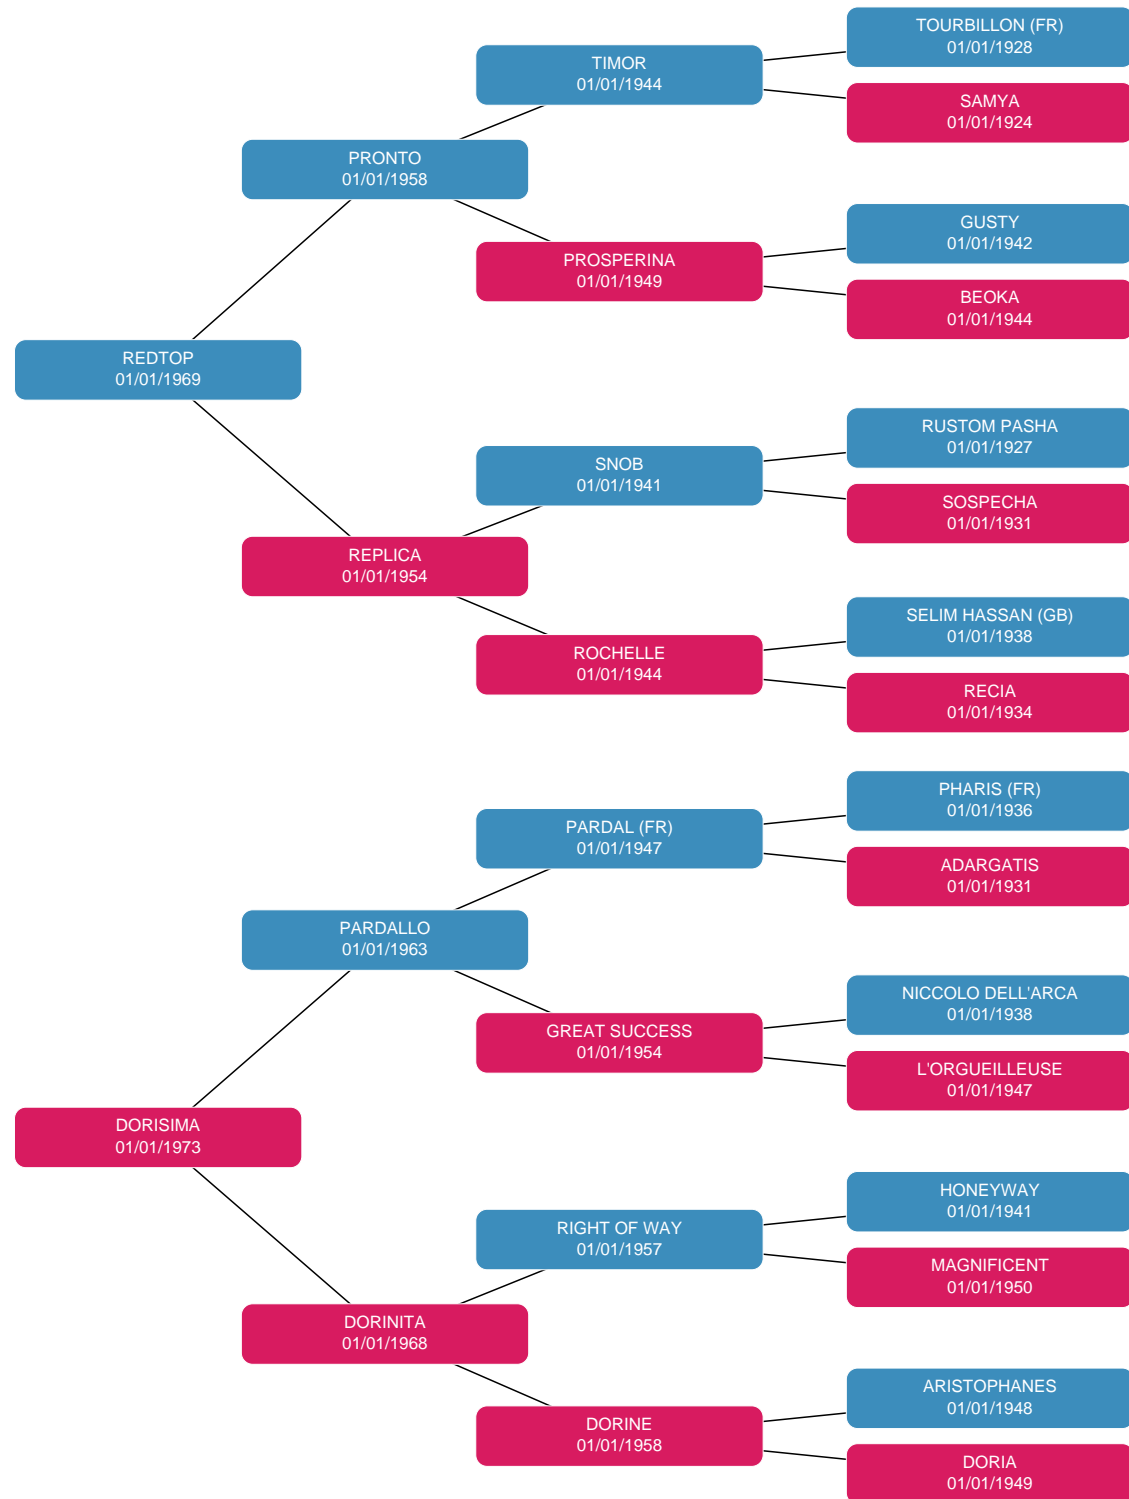 TOURBILLON (FR)
01/01/1928
TIMOR
01/01/1944
SAMYA
01/01/1924
PRONTO
01/01/1958
GUSTY
01/01/1942
PROSPERINA
01/01/1949
BEOKA
01/01/1944
REDTOP
01/01/1969
RUSTOM PASHA
01/01/1927
SNOB
01/01/1941
SOSPECHA
01/01/1931
REPLICA
01/01/1954
SELIM HASSAN (GB)
01/01/1938
ROCHELLE
01/01/1944
RECIA
01/01/1934
PHARIS (FR)
01/01/1936
PARDAL (FR)
01/01/1947
ADARGATIS
01/01/1931
PARDALLO
01/01/1963
NICCOLO DELL'ARCA
01/01/1938
GREAT SUCCESS
01/01/1954
L'ORGUEILLEUSE
01/01/1947
DORISIMA
01/01/1973
HONEYWAY
01/01/1941
RIGHT OF WAY
01/01/1957
MAGNIFICENT
01/01/1950
DORINITA
01/01/1968
ARISTOPHANES
01/01/1948
DORINE
01/01/1958
DORIA
01/01/1949